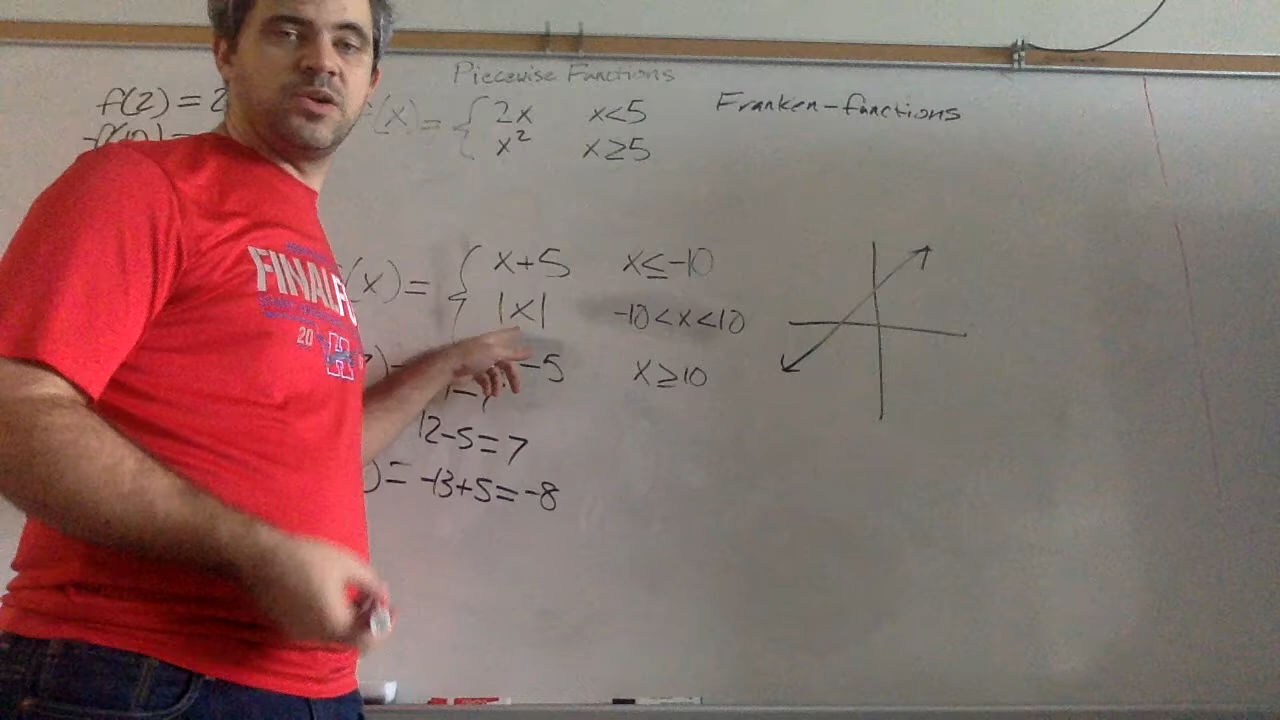 Piecewise Functions
f(2) = 2
(x) = { 2x x<5
x² x≥5
Franken-functions
(x) = { x+5 x≤-10
|x| -10<x<10
-5 x≥10
12-5=7
)= -13+5=-8
FINAL
20
H